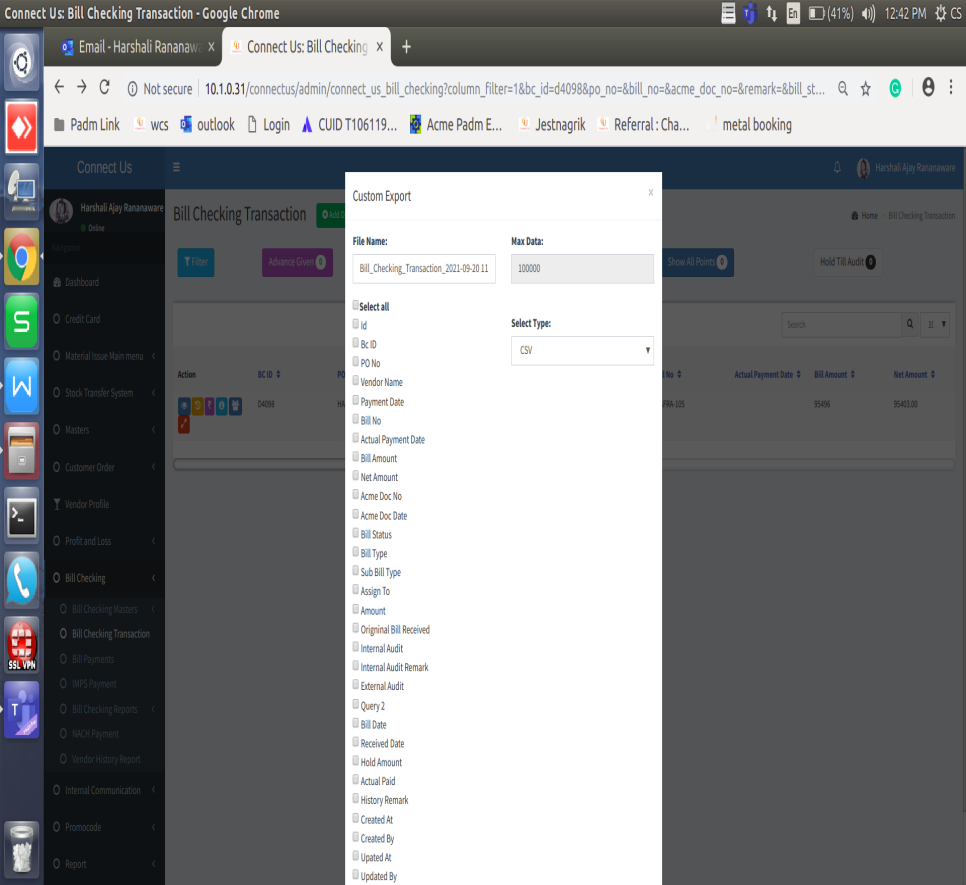 Connect Us: Bill Checking Transaction - Google Chrome
En (41%) 12:42 PM CS
Email - Harshali Rananaw × Connect Us: Bill Checking × +
Not secure | 10.1.0.31/connectus/admin/connect_us_bill_checking?column_filter=1&bc_id=d4098&po_no=&bill_no=&acme_doc_no=&remark=&bill_st...
Padm Link wcs outlook Login CUID T106119... Acme Padm E... Jestnagrik Referral : Cha... metal booking
Connect Us
Harshali Ajay Rananaware
Harshali Ajay Rananaware
Online
Navigation
Dashboard
Credit Card
Material Issue Main menu
Stock Transfer System
Masters
Customer Order
Vendor Profile
Profit and Loss
Bill Checking
Bill Checking Masters
Bill Checking Transaction
Bill Payments
IMPS Payment
Bill Checking Reports
NACH Payment
Vendor History Report
Internal Communication
Promocode
Report
SSL VPN
Bill Checking Transaction
Add
Home Bill Checking Transaction
Filter
Advance Given 0
Show All Points 0
Hold Till Audit 0
Search
Action BC ID PO No Actual Payment Date Bill Amount Net Amount
D4098 HA FRA-105 95496 95403.00
Custom Export ×
File Name:
Bill_Checking_Transaction_2021-09-20 11
Max Data:
100000
Select Type:
CSV
Select all
Id
Bc ID
PO No
Vendor Name
Payment Date
Bill No
Actual Payment Date
Bill Amount
Net Amount
Acme Doc No
Acme Doc Date
Bill Status
Bill Type
Sub Bill Type
Assign To
Amount
Origninal Bill Received
Internal Audit
Internal Audit Remark
External Audit
Query 2
Bill Date
Received Date
Hold Amount
Actual Paid
History Remark
Created At
Created By
Upated At
Updated By